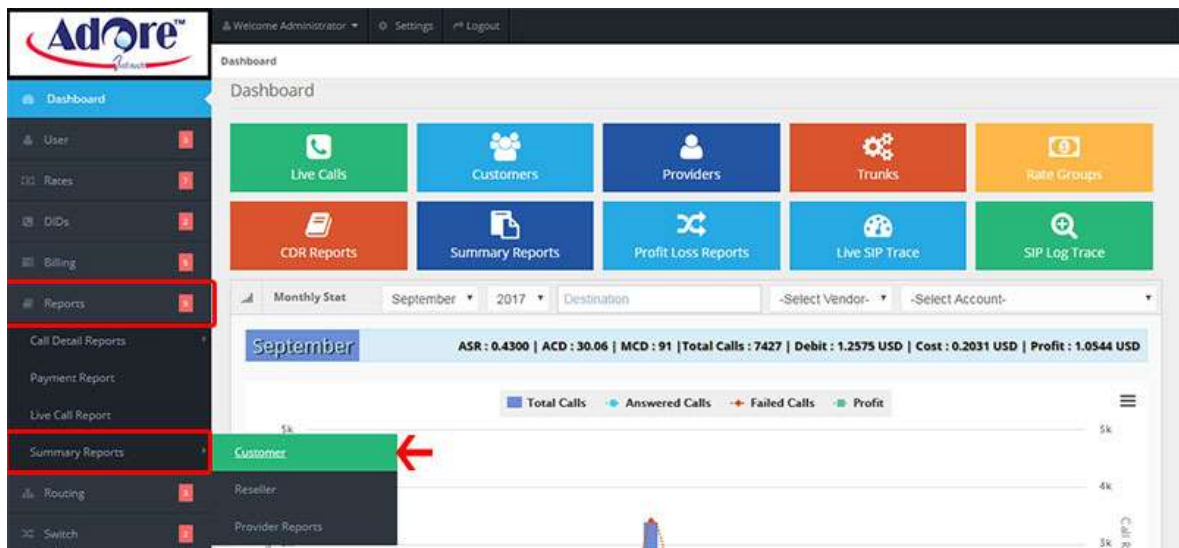 Adore™
Welcome Administrator
Settings
Logout
Dashboard
Dashboard
Dashboard
User
Rates
DIDs
Billing
Reports
Call Detail Reports
Payment Report
Live Call Report
Summary Reports
Routing
Switch
Live Calls
Customers
Providers
Trunks
Rate Groups
CDR Reports
Summary Reports
Profit Loss Reports
Live SIP Trace
SIP Log Trace
Monthly Stat
September
2017
Destination
-Select Vendor-
-Select Account-
September
ASR : 0.4300 | ACD : 30.06 | MCD : 91 |Total Calls : 7427 | Debit : 1.2575 USD | Cost : 0.2031 USD | Profit : 1.0544 USD
Total Calls
Answered Calls
Failed Calls
Profit
5k
5k
4k
3k
Customer
Reseller
Provider Reports